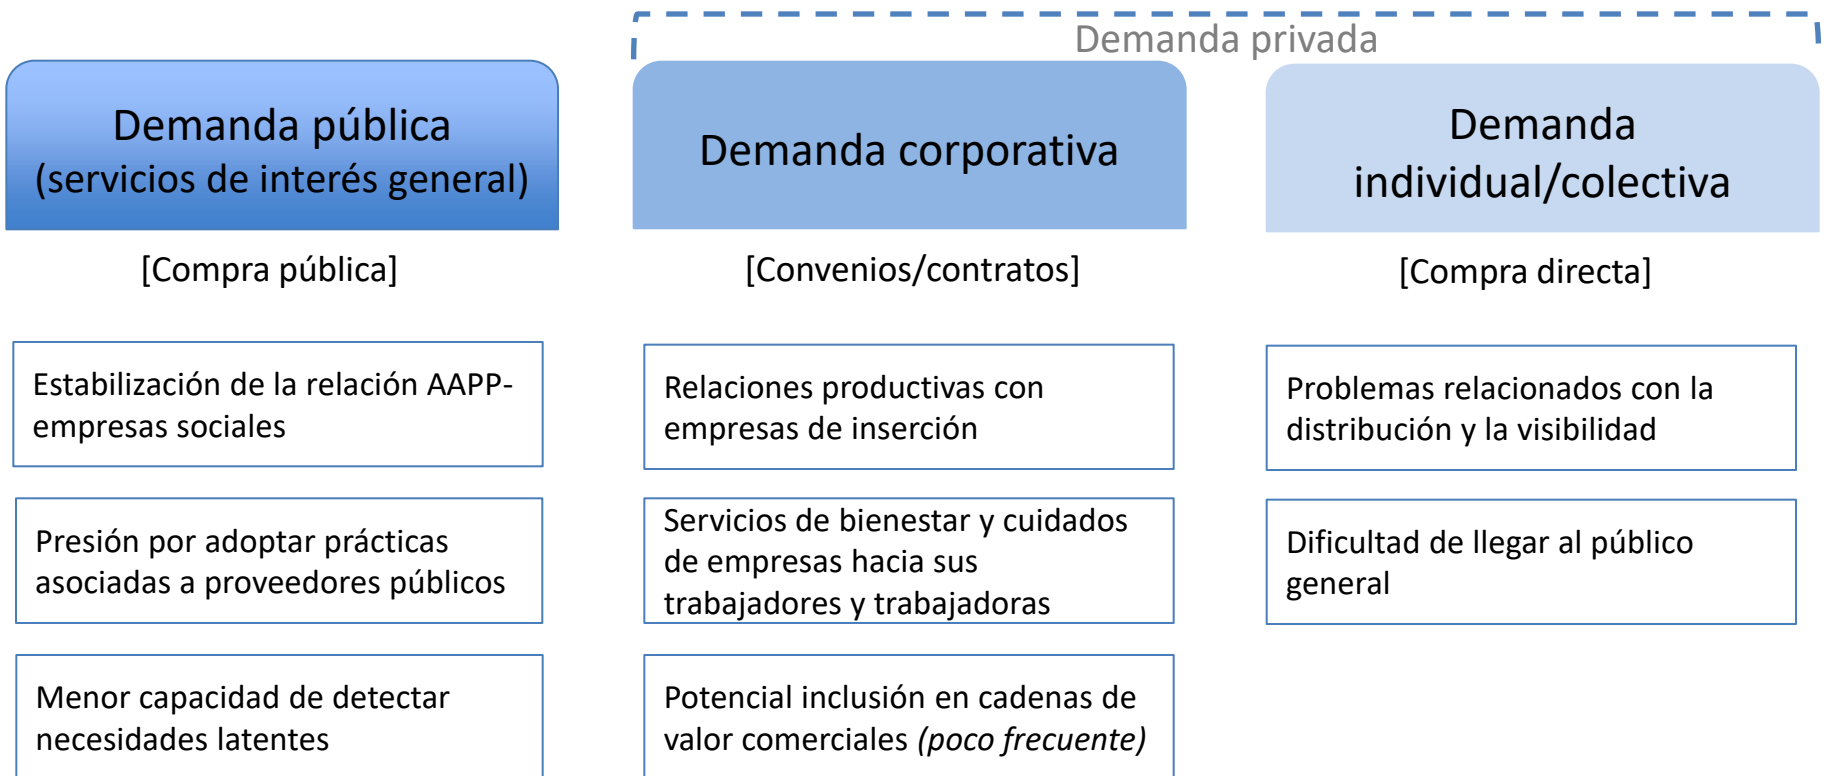 Demanda privada
Demanda pública
(servicios de interés general)
[Compra pública]
Estabilización de la relación AAPP-
empresas sociales
Presión por adoptar prácticas
asociadas a proveedores públicos
Menor capacidad de detectar
necesidades latentes
Demanda corporativa
[Convenios/contratos]
Relaciones productivas con
empresas de inserción
Servicios de bienestar y cuidados
de empresas hacia sus
trabajadores y trabajadoras
Potencial inclusión en cadenas de
valor comerciales (poco frecuente)
Demanda
individual/colectiva
[Compra directa]
Problemas relacionados con la
distribución y la visibilidad
Dificultad de llegar al público
general